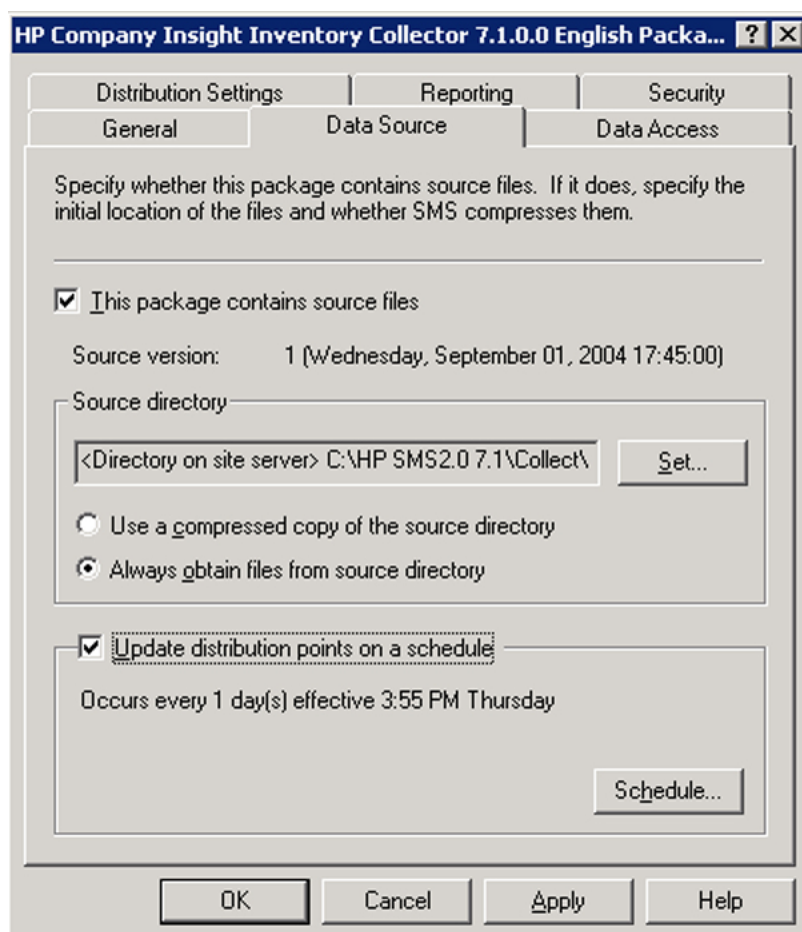 HP Company Insight Inventory Collector 7.1.0.0 English Packa...
Distribution Settings
Reporting
Security
General
Data Source
Data Access
Specify whether this package contains source files. If it does, specify the
initial location of the files and whether SMS compresses them.
This package contains source files
Source version: 1 (Wednesday, September 01, 2004 17:45:00)
Source directory
<Directory on site server> C:\HP SMS2.0 7.1\Collect\
Set...
Use a compressed copy of the source directory
Always obtain files from source directory
Update distribution points on a schedule
Occurs every 1 day(s) effective 3:55 PM Thursday
Schedule...
OK
Cancel
Apply
Help